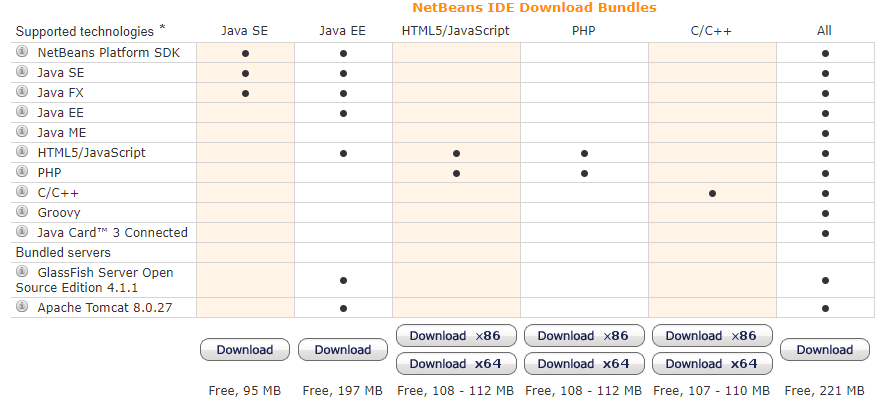 NetBeans IDE Download Bundles
Supported technologies * Java SE Java EE HTML5/JavaScript PHP C/C++ All
NetBeans Platform SDK • • •
Java SE • • •
Java FX • • •
Java EE • •
Java ME •
HTML5/JavaScript • • • •
PHP • • •
C/C++ • •
Groovy •
Java Card™ 3 Connected •
Bundled servers
GlassFish Server Open
Source Edition 4.1.1 • •
Apache Tomcat 8.0.27 • •
Download Download Download x86 Download x86 Download x86 Download
Download x64 Download x64 Download x64
Free, 95 MB Free, 197 MB Free, 108 - 112 MB Free, 108 - 112 MB Free, 107 - 110 MB Free, 221 MB